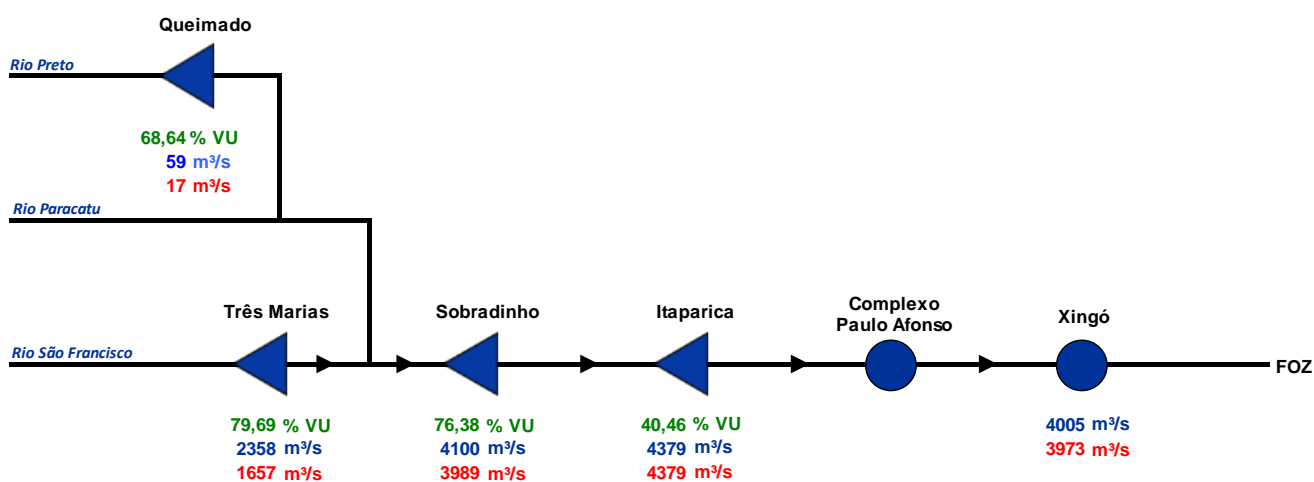 Queimado
Rio Preto
68,64 % VU
59 m³/s
17 m³/s
Rio Paracatu
Três Marias
Sobradinho
Itaparica
Complexo
Paulo Afonso
Xingó
Rio São Francisco
FOZ
79,69 % VU
2358 m³/s
1657 m³/s
76,38 % VU
4100 m³/s
3989 m³/s
40,46 % VU
4379 m³/s
4379 m³/s
4005 m³/s
3973 m³/s